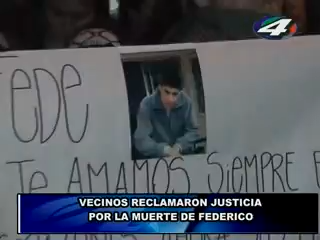 4
FEDE
TE AMAMOS SIEMPRE
VECINOS RECLAMARON JUSTICIA
POR LA MUERTE DE FEDERICO